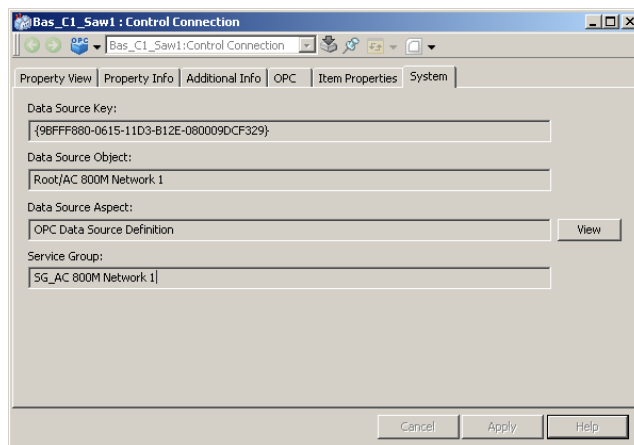 Bas_C1_Saw1 : Control Connection
OPC Bas_C1_Saw1:Control Connection
Property View Property Info Additional Info OPC Item Properties System
Data Source Key:
{9BFFF880-0615-11D3-B12E-080009DCF329}
Data Source Object:
Root/AC 800M Network 1
Data Source Aspect:
OPC Data Source Definition View
Service Group:
SG_AC 800M Network 1
Cancel Apply Help